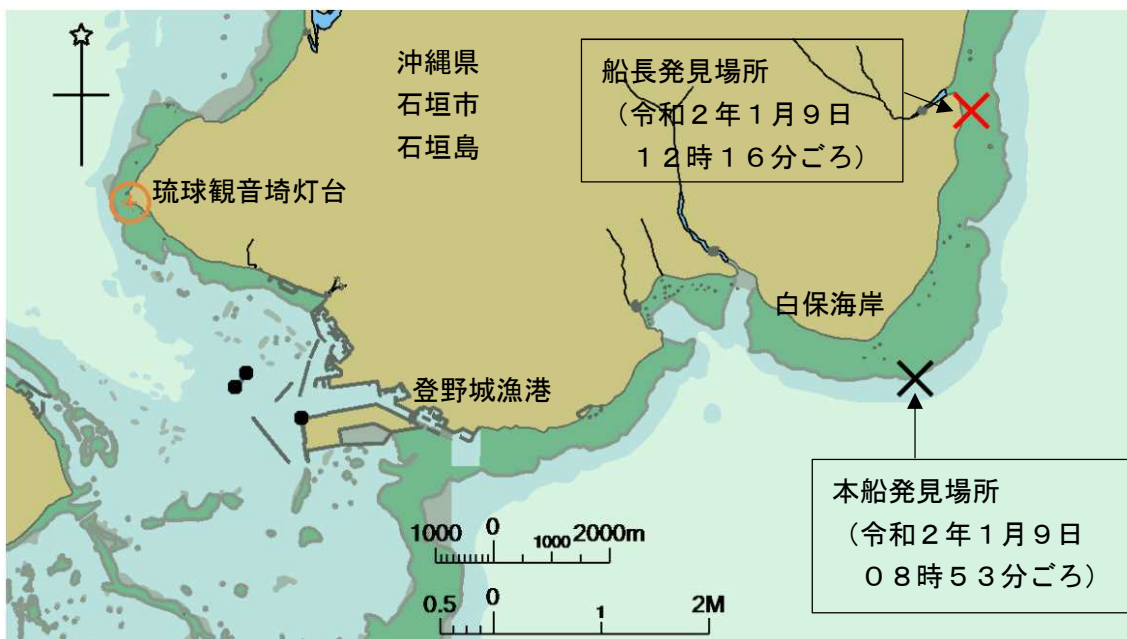 沖縄県
石垣市
石垣島
船長発見場所
（令和２年１月９日
１２時１６分ごろ）
琉球観音埼灯台
白保海岸
登野城漁港
本船発見場所
（令和２年１月９日
０８時５３分ごろ）
1000 0 1000 2000m
0.5 0 1 2M